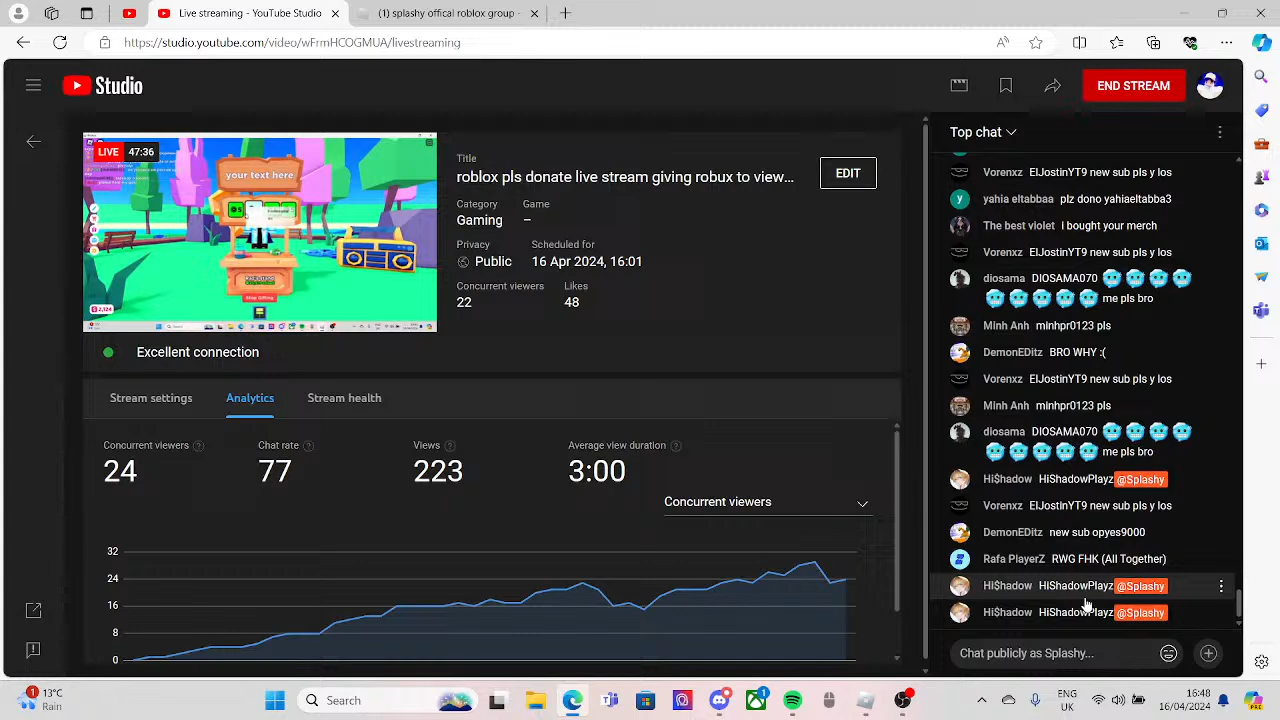 Live streaming - YouTube Studio
(1) splashy offical roblox group -
https://studio.youtube.com/video/wFrmHCOGMUA/livestreaming
Studio
END STREAM
LIVE 47:36
your text here
Title
roblox pls donate live stream giving robux to view...
EDIT
Category
Game
Gaming
–
Privacy
Scheduled for
Public
16 Apr 2024, 16:01
Concurrent viewers
Likes
22
48
Excellent connection
Stream settings
Analytics
Stream health
Concurrent viewers
Chat rate
Views
Average view duration
24
77
223
3:00
Concurrent viewers
32
24
16
8
0
Top chat
Vorenxz ElJostinYT9 new sub pls y los
yahia eltabbaa plz dont yahiaeltabba3
The best violet I bought your merch
Vorenxz ElJostinYT9 new sub pls y los
diosama DIOSAMA070
me pls bro
Minh Anh minhpr0123 pls
DemonEDitz BRO WHY :(
Vorenxz ElJostinYT9 new sub pls y los
Minh Anh minhpr0123 pls
diosama DIOSAMA070
me pls bro
Hi$hadow HIShadowPlayz @Splashy
Vorenxz ElJostinYT9 new sub pls y los
DemonEDitz new sub opyes9000
Rafa PlayerZ RWG FHK (All Together)
Hi$hadow HIShadowPlayz @Splashy
Hi$hadow HIShadowPlayz @Splashy
Chat publicly as Splashy...
13°C
Rain
Search
ENG
UK
16:48
16/04/2024